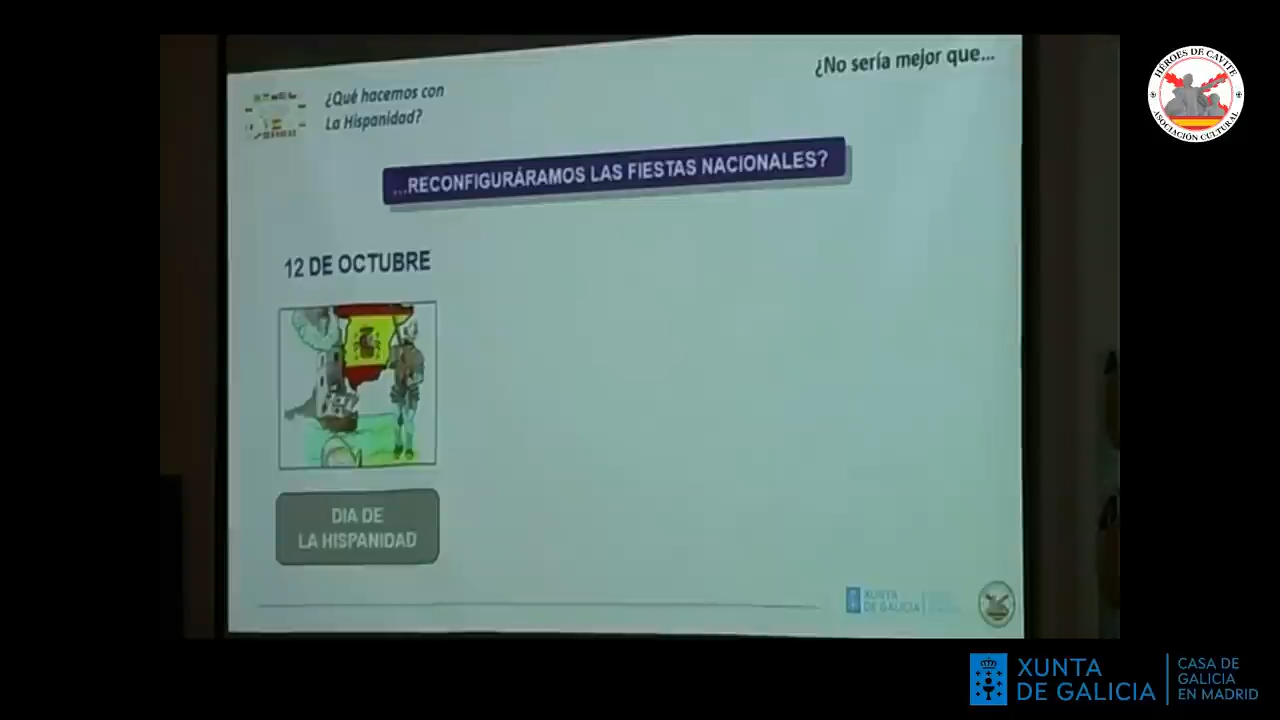 ¿No sería mejor que...
¿Qué hacemos con
La Hispanidad?
...RECONFIGURÁRAMOS LAS FIESTAS NACIONALES?
12 DE OCTUBRE
DIA DE
LA HISPANIDAD
XUNTA
DE GALICIA
HÉROES DE CAVITE
ASOCIACIÓN CULTURAL
XUNTA
DE GALICIA
CASA DE
GALICIA
EN MADRID